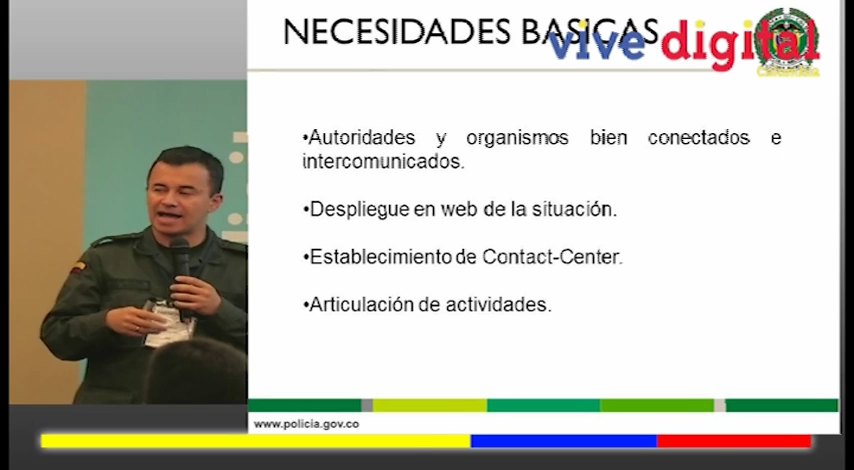 NECESIDADES BASICAS
vive digital
Colombia
•Autoridades y organismos bien conectados e
intercomunicados.
•Despliegue en web de la situación.
•Establecimiento de Contact-Center.
•Articulación de actividades.
www.policia.gov.co